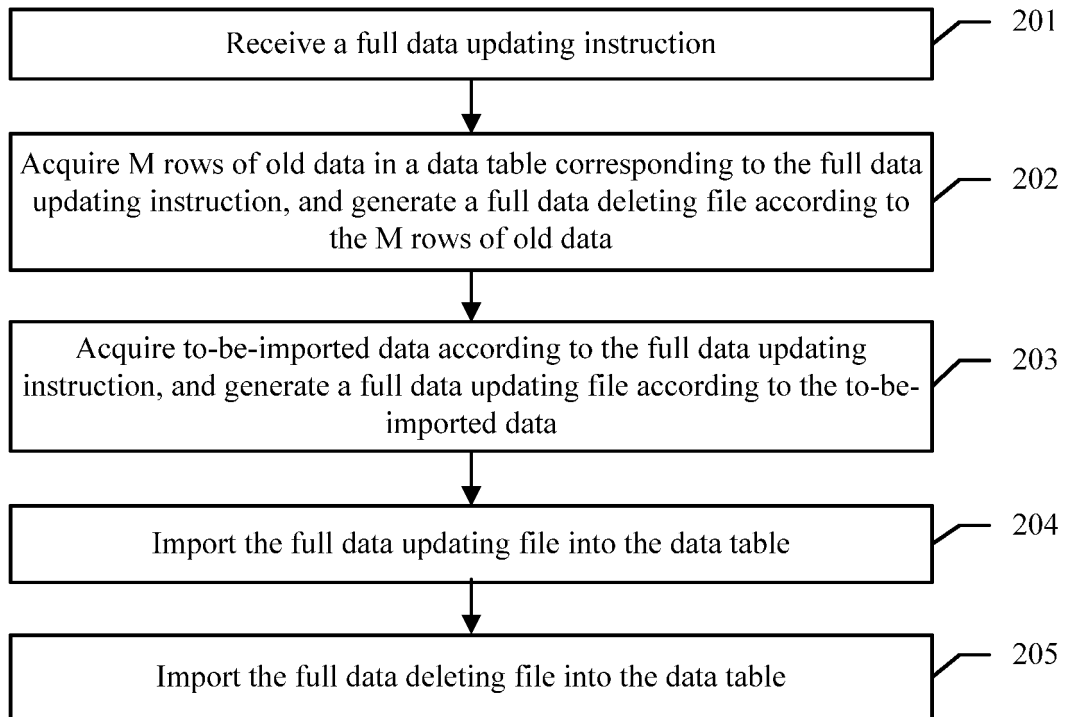 Receive a full data updating instruction
201
Acquire M rows of old data in a data table corresponding to the full data
updating instruction, and generate a full data deleting file according to
the M rows of old data
202
Acquire to-be-imported data according to the full data updating
instruction, and generate a full data updating file according to the to-be-
imported data
203
Import the full data updating file into the data table
204
Import the full data deleting file into the data table
205